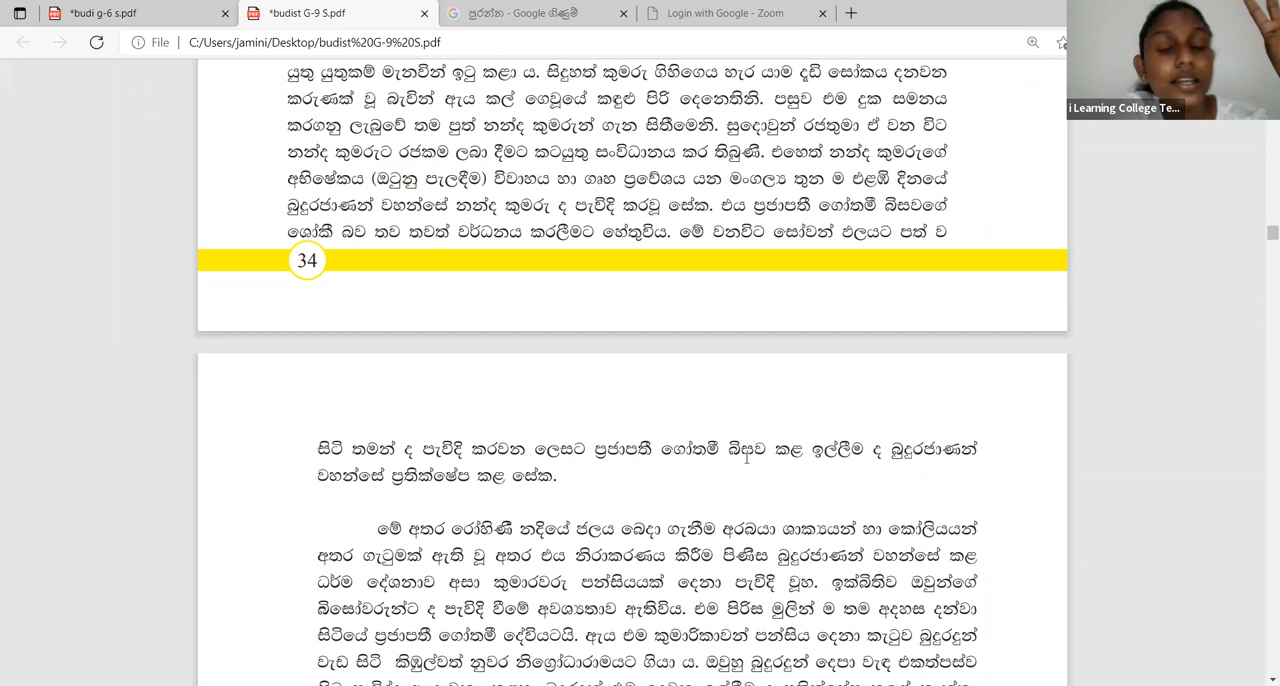 *budi g-6 s.pdf
*budist G-9 S.pdf
පුරන්න - Google ගිණුම්
Login with Google - Zoom
File C:/Users/jamini/Desktop/budist%20G-9%20S.pdf
i Learning College Te...
යුතු යුතුකම් මැනවින් ඉටු කළා ය. සිදුහත් කුමරු ගිහිගෙය හැර යාම දැඩි සෝකය දනවන
කරුණක් වූ බැවින් ඇය කල් ගෙවූයේ කඳුළු පිරි දෙනෙතිනි. පසුව එම දුක සමනය
කරගනු ලැබුවේ තම පුත් නන්ද කුමරුන් ගැන සිතීමෙනි. සුදොවුන් රජතුමා ඒ වන විට
නන්ද කුමරුට රජකම ලබා දීමට කටයුතු සංවිධානය කර තිබුණි. එහෙත් නන්ද කුමරුගේ
අභිෂේකය (ඔටුනු පැලඳීම) විවාහය හා ගෘහ ප්‍රවේශය යන මංගල්‍ය තුන ම එළඹි දිනයේ
බුදුරජාණන් වහන්සේ නන්ද කුමරු ද පැවිදි කරවූ සේක. එය ප්‍රජාපතී ගෝතමී බිසවගේ
ශෝකී බව තව තවත් වර්ධනය කරලීමට හේතුවිය. මේ වනවිට සෝවන් ඵලයට පත් ව
34
සිටි තමන් ද පැවිදි කරවන ලෙසට ප්‍රජාපතී ගෝතමී බිසව කළ ඉල්ලීම ද බුදුරජාණන්
වහන්සේ ප්‍රතික්ෂේප කළ සේක.
මේ අතර රෝහිණී නදියේ ජලය බෙදා ගැනීම අරබයා ශාක්‍යයන් හා කෝලියයන්
අතර ගැටුමක් ඇති වූ අතර එය නිරාකරණය කිරීම පිණිස බුදුරජාණන් වහන්සේ කළ
ධර්ම දේශනාව අසා කුමාරවරු පන්සියයක් දෙනා පැවිදි වූහ. ඉක්බිතිව ඔවුන්ගේ
බිසෝවරුන්ට ද පැවිදි වීමේ අවශ්‍යතාව ඇතිවිය. එම පිරිස මුලින් ම තම අදහස දන්වා
සිටියේ ප්‍රජාපතී ගෝතමී දේවියටයි. ඇය එම කුමාරිකාවන් පන්සිය දෙනා කැටුව බුදුරදුන්
වැඩ සිටි කිඹුල්වත් නුවර නිග්‍රෝධාරාමයට ගියා ය. ඔවුහු බුදුරදුන් දෙපා වැඳ එකත්පස්ව